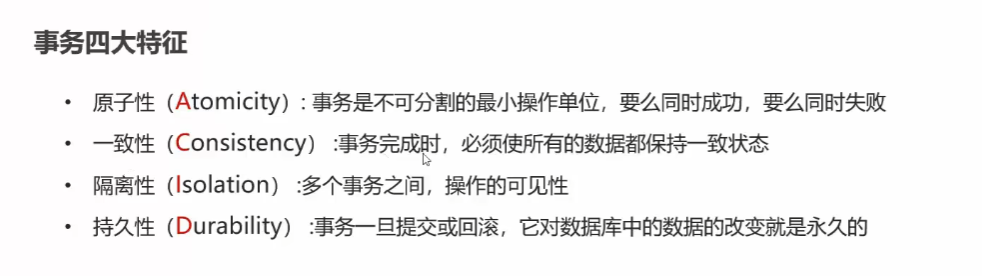 事务四大特征
• 原子性（Atomicity）: 事务是不可分割的最小操作单位，要么同时成功，要么同时失败
• 一致性（Consistency） :事务完成时，必须使所有的数据都保持一致状态
• 隔离性（Isolation） :多个事务之间，操作的可见性
• 持久性（Durability） :事务一旦提交或回滚，它对数据库中的数据的改变就是永久的